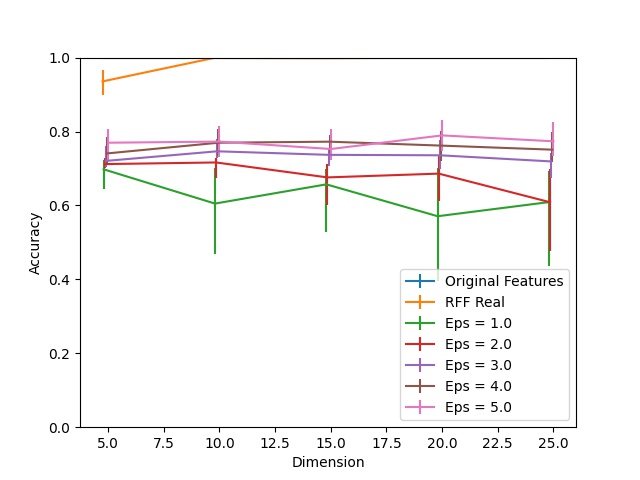 1.0
0.8
0.6
0.4
0.2
0.0
Accuracy
5.0 7.5 10.0 12.5 15.0 17.5 20.0 22.5 25.0
Dimension
Original Features
RFF Real
Eps = 1.0
Eps = 2.0
Eps = 3.0
Eps = 4.0
Eps = 5.0